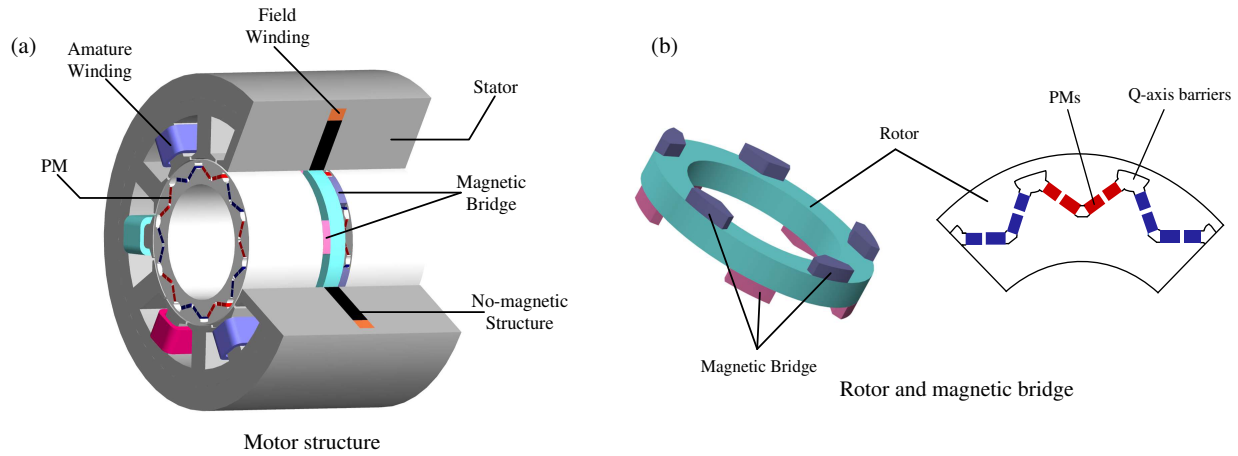 (a)
Amature
Winding
Field
Winding
Stator
PM
Magnetic
Bridge
No-magnetic
Structure
Motor structure
(b)
Rotor
PMs
Q-axis barriers
Magnetic Bridge
Rotor and magnetic bridge